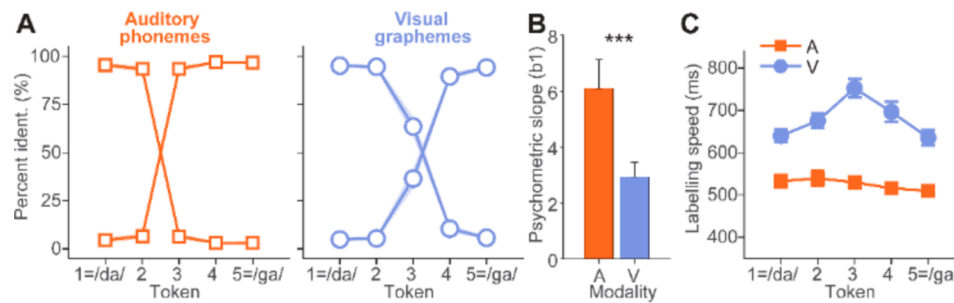 A
Auditory
phonemes
Visual
graphemes
Percent ident. (%)
100
75
50
25
0
1=/da/ 2 3 4 5=/ga/
Token
1=/da/ 2 3 4 5=/ga/
Token
B
Psychometric slope (b1)
8
6
4
2
0
***
A V
Modality
C
A
V
Labelling speed (ms)
800
700
600
500
400
1=/da/ 2 3 4 5=/ga/
Token